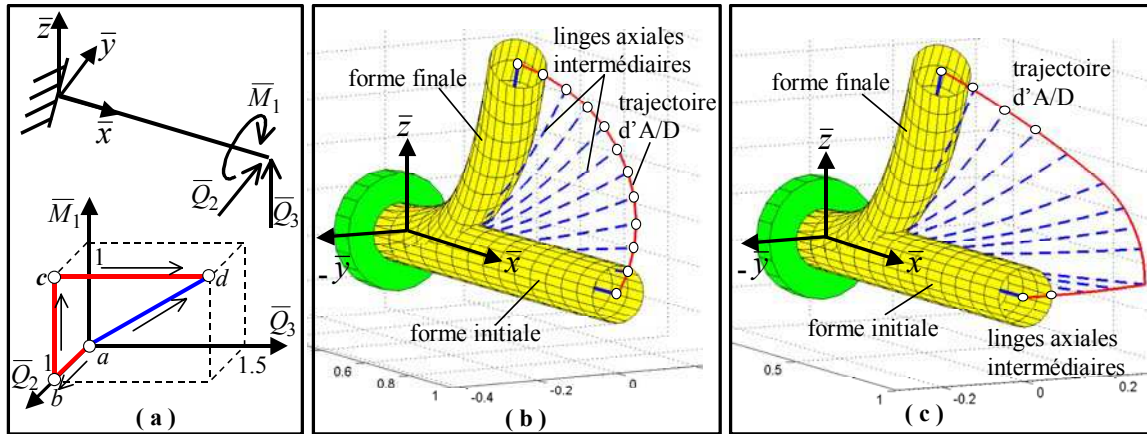 z̅
y̅
x̅
M̅₁
Q̅₂
Q̅₃
M̅₁
c
1
d
a
Q̅₃
1.5
Q̅₂
1
b
( a )
linges axiales
intermédiaires
forme finale
trajectoire
d'A/D
z̅
-y̅
x̅
forme initiale
0.6
0.8
1
-0.4
-0.2
0
( b )
forme finale
trajectoire
d'A/D
z̅
-y̅
x̅
forme initiale
linges axiales
intermédiaires
0.5
1
-0.2
0
0.2
( c )